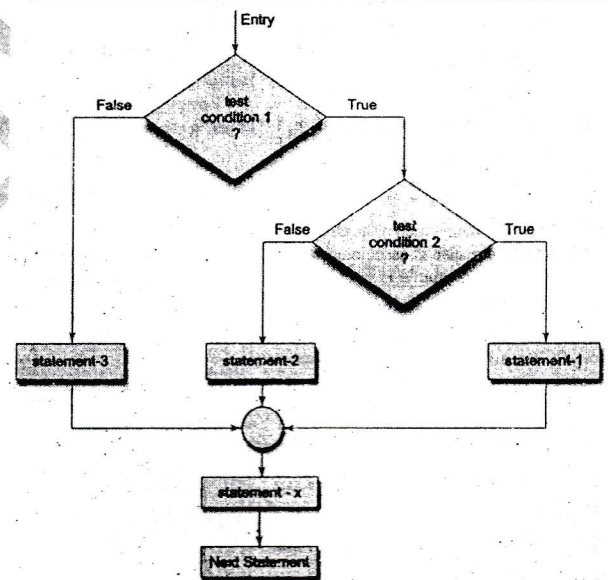 Entry
False
True
test
condition 1
?
False
True
test
condition 2
?
statement-3
statement-2
statement-1
statement - x
Next Statement